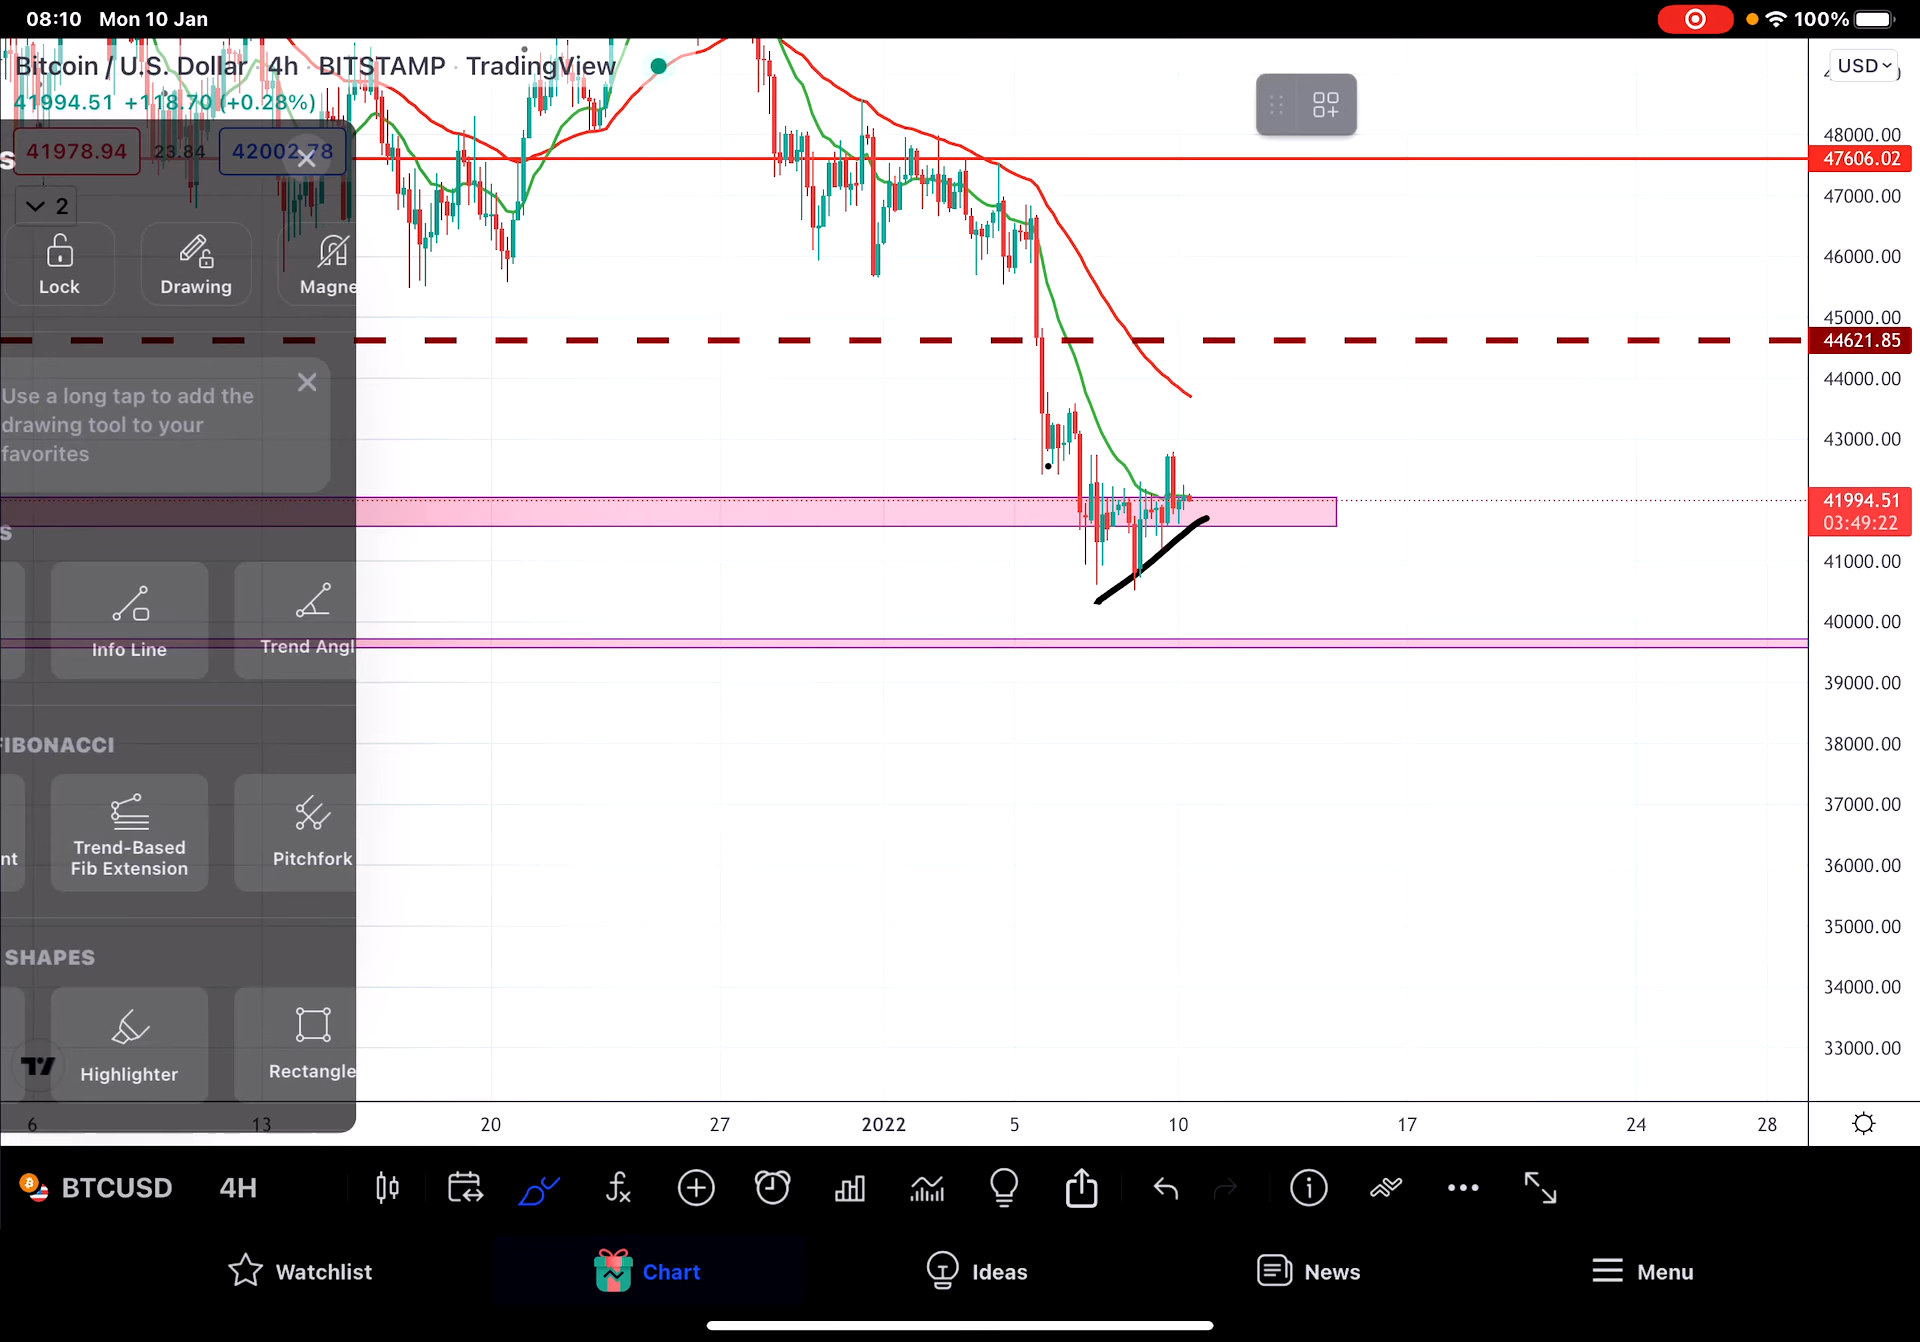 08:10 Mon 10 Jan
100%
Bitcoin / U.S. Dollar · 4h · BITSTAMP · TradingView
USD
41994.51 +118.70 (+0.28%)
41978.94 23.84 42002.78
48000.00
47606.02
47000.00
2
Lock
Drawing
Magne
46000.00
45000.00
44621.85
44000.00
Use a long tap to add the
drawing tool to your
favorites
43000.00
41994.51
03:49:22
S
41000.00
40000.00
Info Line
Trend Angl
39000.00
FIBONACCI
38000.00
37000.00
nt
Trend-Based
Fib Extension
Pitchfork
36000.00
35000.00
SHAPES
34000.00
Highlighter
Rectangle
33000.00
6 13 20 27 2022 5 10 17 24 28
BTCUSD 4H
Watchlist
Chart
Ideas
News
Menu